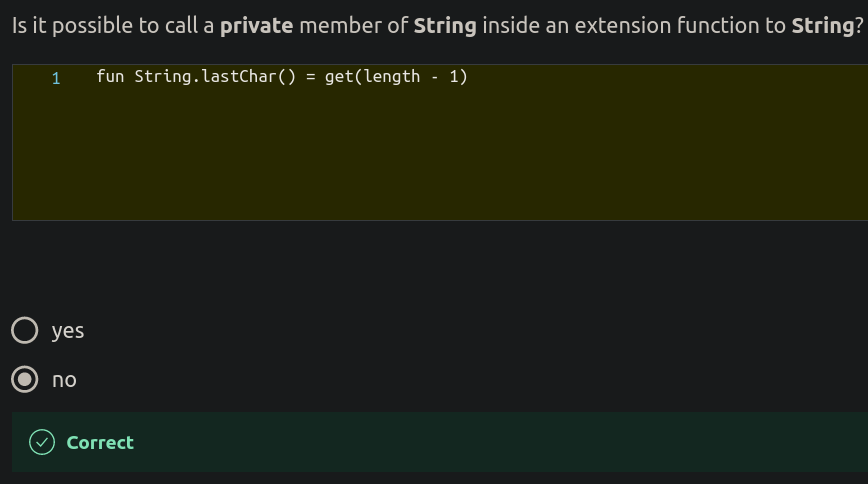 Is it possible to call a private member of String inside an extension function to String?
1 fun String.lastChar() = get(length - 1)
yes
no
Correct